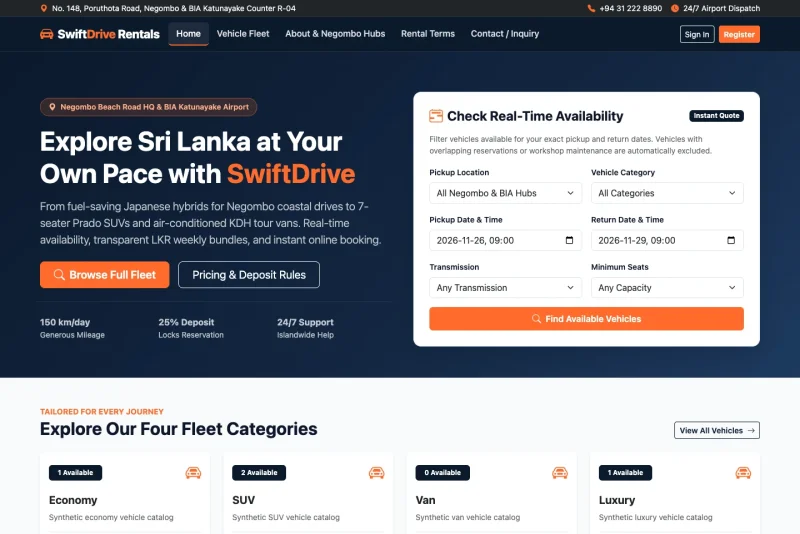 No. 148, Poruthota Road, Negombo & BIA Katunayake Counter R-04
+94 31 222 8890
24/7 Airport Dispatch
SwiftDrive Rentals
Home
Vehicle Fleet
About & Negombo Hubs
Rental Terms
Contact / Inquiry
Sign In
Register
Negombo Beach Road HQ & BIA Katunayake Airport
Explore Sri Lanka at Your
Own Pace with SwiftDrive
From fuel-saving Japanese hybrids for Negombo coastal drives to 7-
seater Prado SUVs and air-conditioned KDH tour vans. Real-time
availability, transparent LKR weekly bundles, and instant online booking.
Browse Full Fleet
Pricing & Deposit Rules
150 km/day
Generous Mileage
25% Deposit
Locks Reservation
24/7 Support
Islandwide Help
Check Real-Time Availability
Instant Quote
Filter vehicles available for your exact pickup and return dates. Vehicles with
overlapping reservations or workshop maintenance are automatically excluded.
Pickup Location
Vehicle Category
All Negombo & BIA Hubs
All Categories
Pickup Date & Time
Return Date & Time
2026-11-26, 09:00
2026-11-29, 09:00
Transmission
Minimum Seats
Any Transmission
Any Capacity
Find Available Vehicles
TAILORED FOR EVERY JOURNEY
Explore Our Four Fleet Categories
View All Vehicles →
1 Available
Economy
Synthetic economy vehicle catalog
2 Available
SUV
Synthetic SUV vehicle catalog
0 Available
Van
Synthetic van vehicle catalog
1 Available
Luxury
Synthetic luxury vehicle catalog